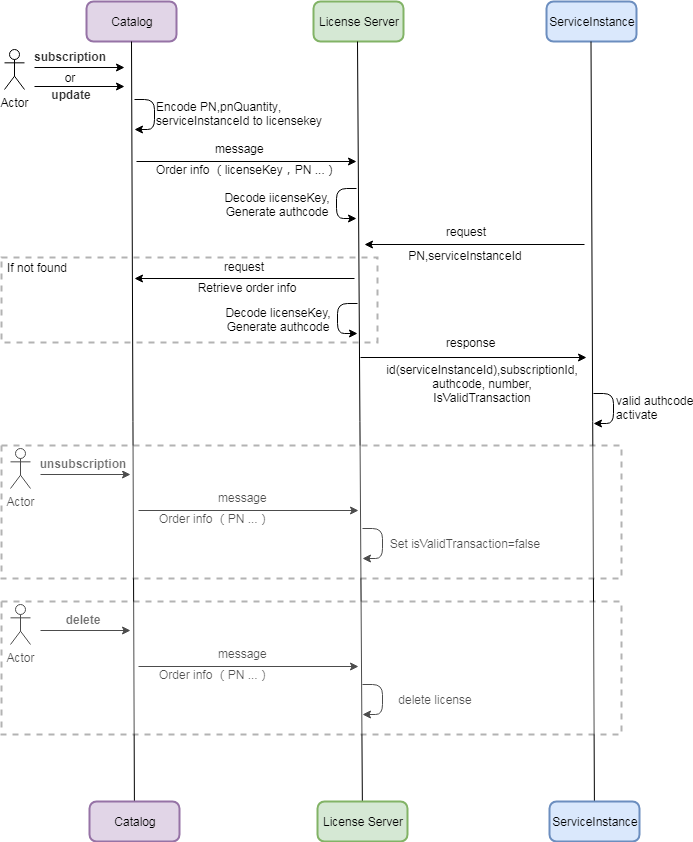 Catalog
License Server
ServiceInstance
subscription
or
update
Actor
Encode PN,pnQuantity,
serviceInstanceId to licensekey
message
Order info （licenseKey，PN ... ）
Decode iicenseKey,
Generate authcode
request
PN,serviceInstanceId
If not found
request
Retrieve order info
Decode licenseKey,
Generate authcode
response
id(serviceInstanceId),subscriptionId,
authcode, number,
IsValidTransaction
valid authcode
activate
unsubscription
Actor
message
Order info （PN ... ）
Set isValidTransaction=false
delete
Actor
message
Order info （PN ... ）
delete license
Catalog
License Server
ServiceInstance